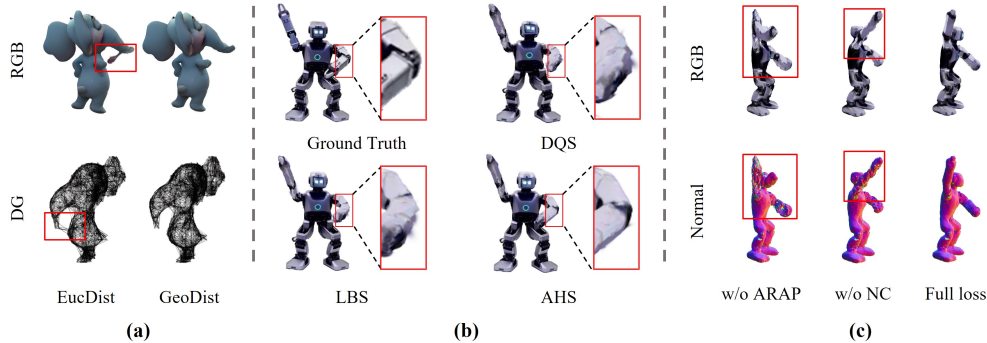 RGB
DG
EucDist
GeoDist
(a)
Ground Truth
DQS
LBS
AHS
(b)
RGB
Normal
w/o ARAP
w/o NC
Full loss
(c)